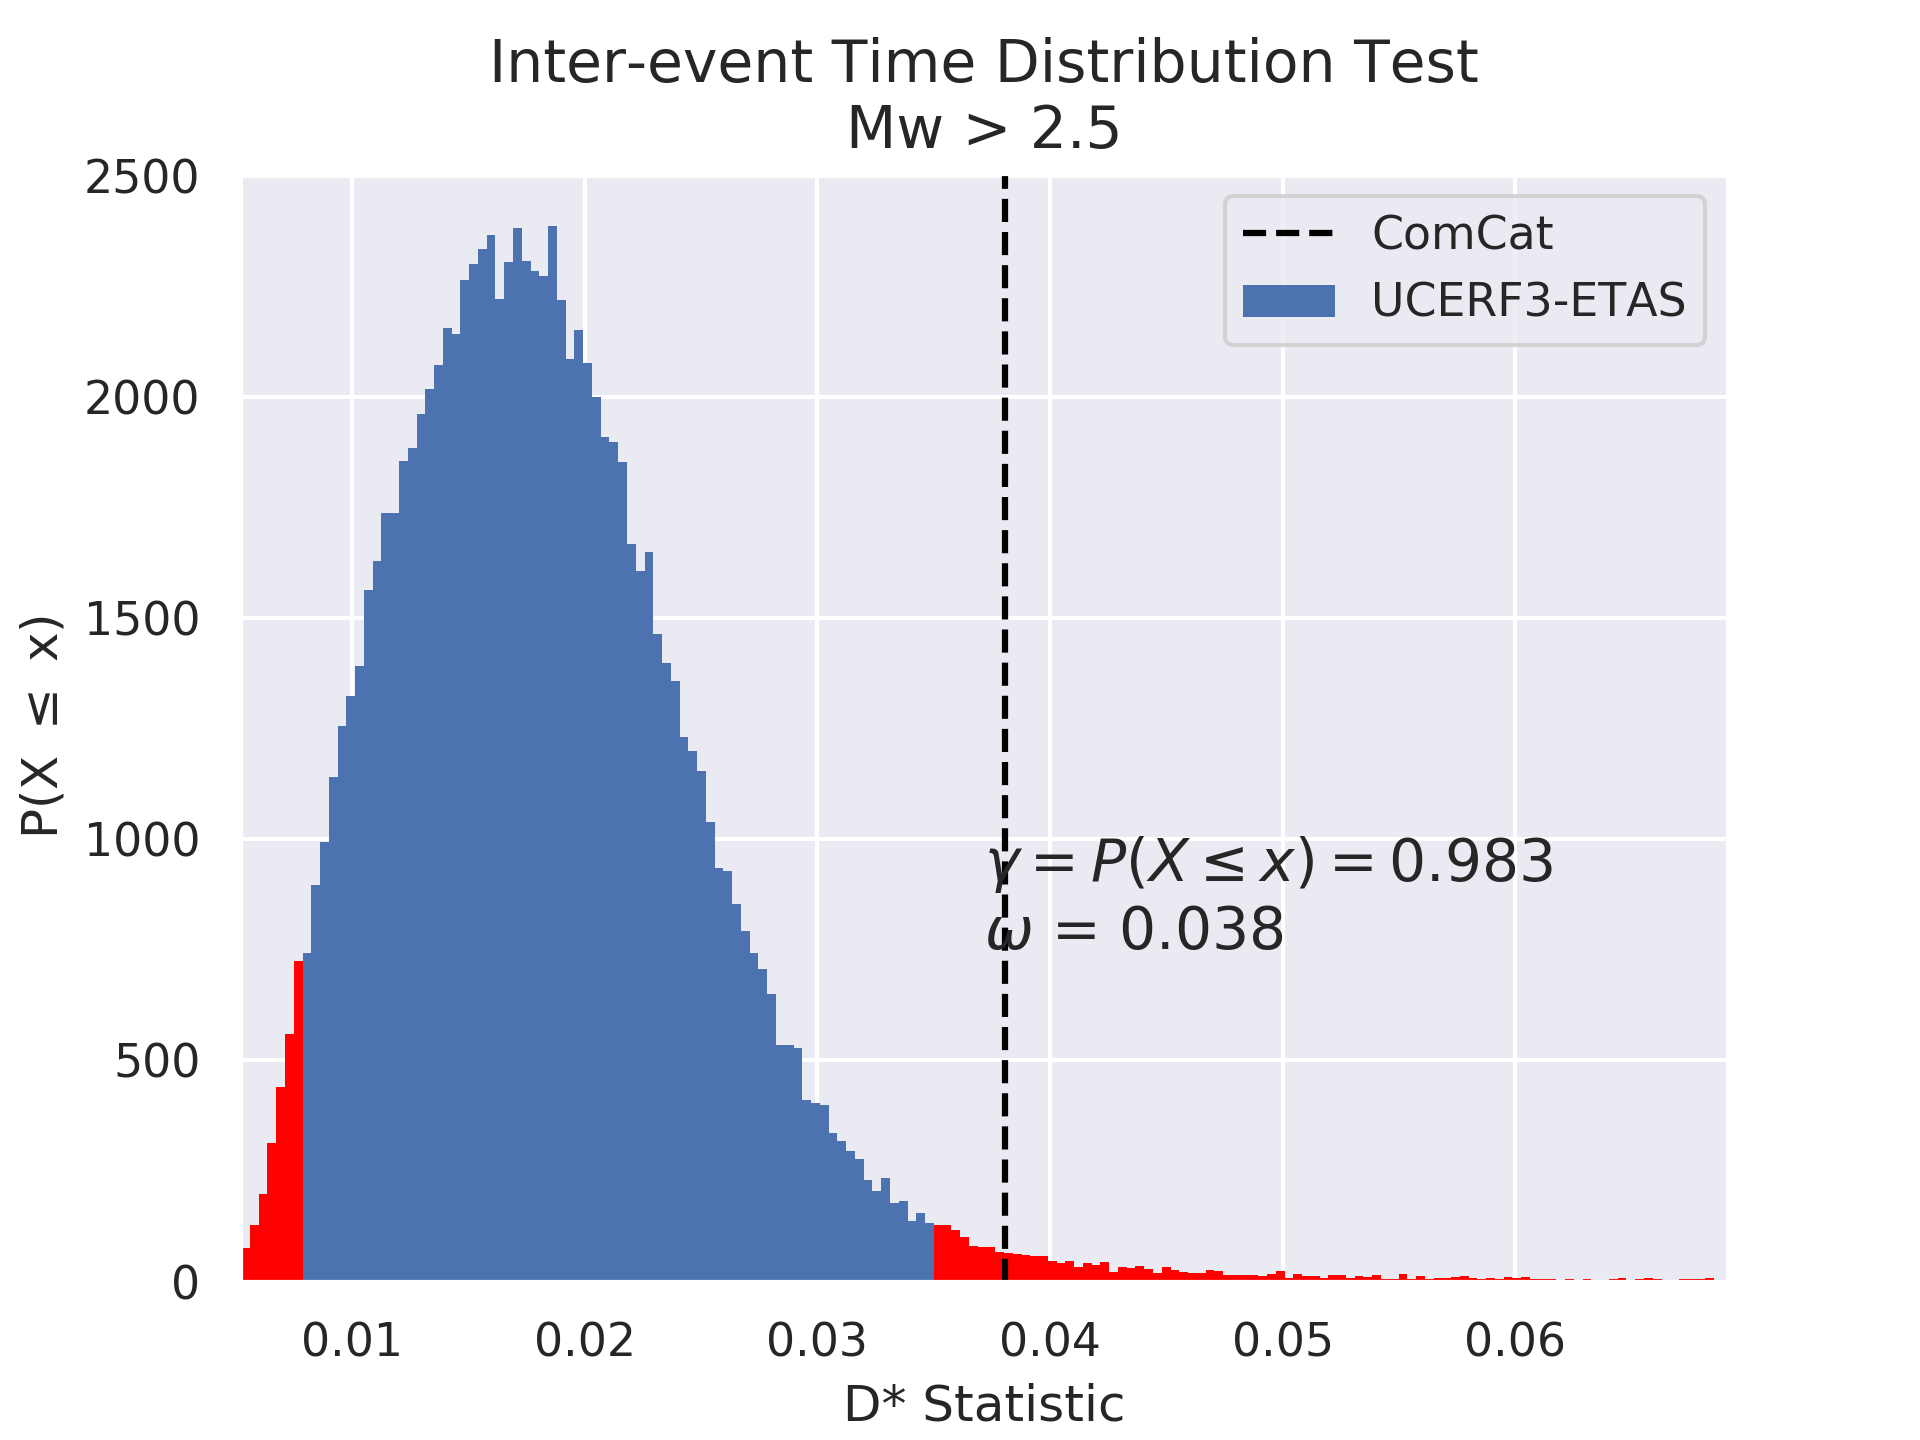 Inter-event Time Distribution Test
Mw > 2.5
2500
2000
1500
1000
500
0
P(X ≤ x)
ComCat
UCERF3-ETAS
γ = P(X ≤ x) = 0.983
ω = 0.038
0.01 0.02 0.03 0.04 0.05 0.06
D* Statistic